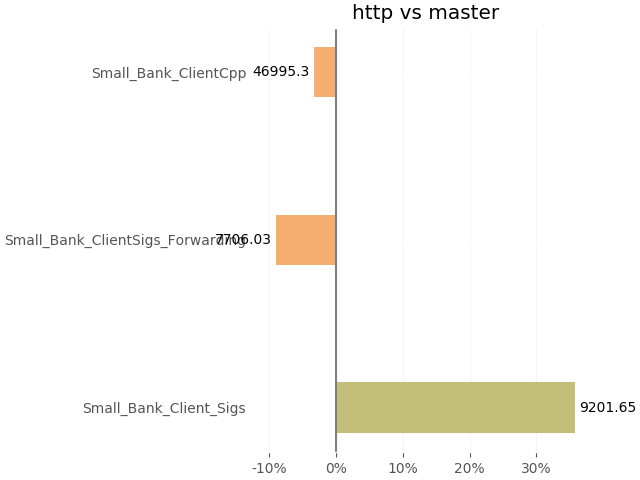 http vs master
Small_Bank_ClientCpp
46995.3
Small_Bank_ClientSigs_Forwarding
7706.03
Small_Bank_Client_Sigs
9201.65
-10% 0% 10% 20% 30%